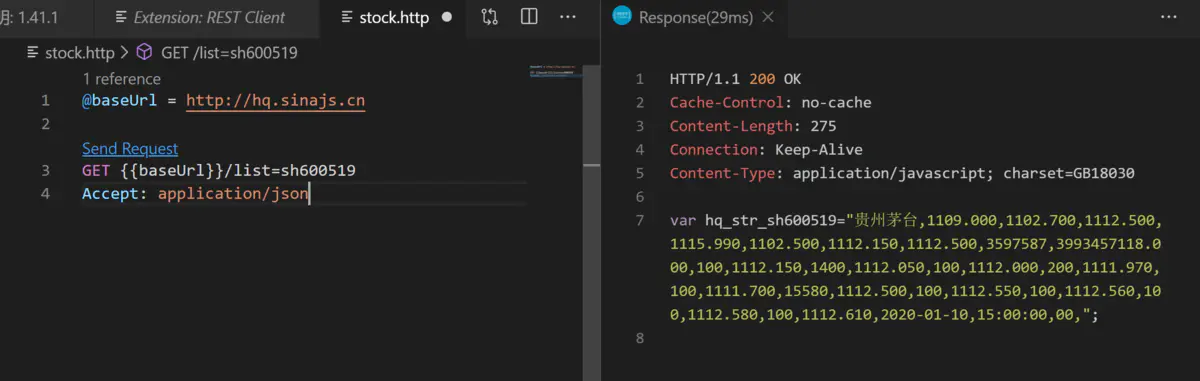 明: 1.41.1
Extension: REST Client
stock.http
stock.http > GET /list=sh600519
1 reference
1 @baseUrl = http://hq.sinajs.cn
2
Send Request
3 GET {{baseUrl}}/list=sh600519
4 Accept: application/json
Response(29ms)
1 HTTP/1.1 200 OK
2 Cache-Control: no-cache
3 Content-Length: 275
4 Connection: Keep-Alive
5 Content-Type: application/javascript; charset=GB18030
6
7 var hq_str_sh600519="贵州茅台,1109.000,1102.700,1112.500,
1115.990,1102.500,1112.150,1112.500,3597587,3993457118.0
00,100,1112.150,1400,1112.050,100,1112.000,200,1111.970,
100,1111.700,15580,1112.500,100,1112.550,100,1112.560,10
0,1112.580,100,1112.610,2020-01-10,15:00:00,00,";
8